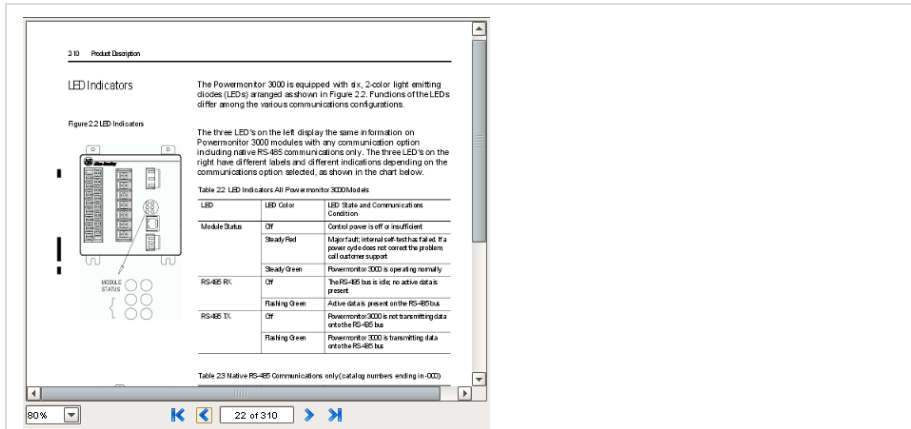 2-10 Product Description
LED Indicators
The Powermonitor 3000 is equipped with six, 2-color light emitting
diodes (LEDs) arranged as shown in Figure 2.2. Functions of the LEDs
differ among the various communications configurations.
Figure 2.2 LED Indicators
The three LED's on the left display the same information on
Powermonitor 3000 modules with any communication option
including native RS-485 communications only. The three LED's on the
right have different labels and different indications depending on the
communications option selected, as shown in the chart below.
Table 2.2 LED Indicators All Powermonitor 3000 Models
LED LED Color LED State and Communications
Condition
Module Status Off Control power is off or insufficient
Steady Red Major fault; internal self-test has failed. If a
power cycle does not correct the problem,
call customer support
Steady Green Powermonitor 3000 is operating normally
RS-485 RX Off The RS-485 bus is idle; no active data is
present
Flashing Green Active data is present on the RS-485 bus
RS-485 TX Off Powermonitor 3000 is not transmitting data
onto the RS-485 bus
Flashing Green Powermonitor 3000 is transmitting data
onto the RS-485 bus
Allen-Bradley
MODULE
STATUS
Table 2.3 Native RS-485 Communications only (catalog numbers ending in -000)
80% 22 of 310